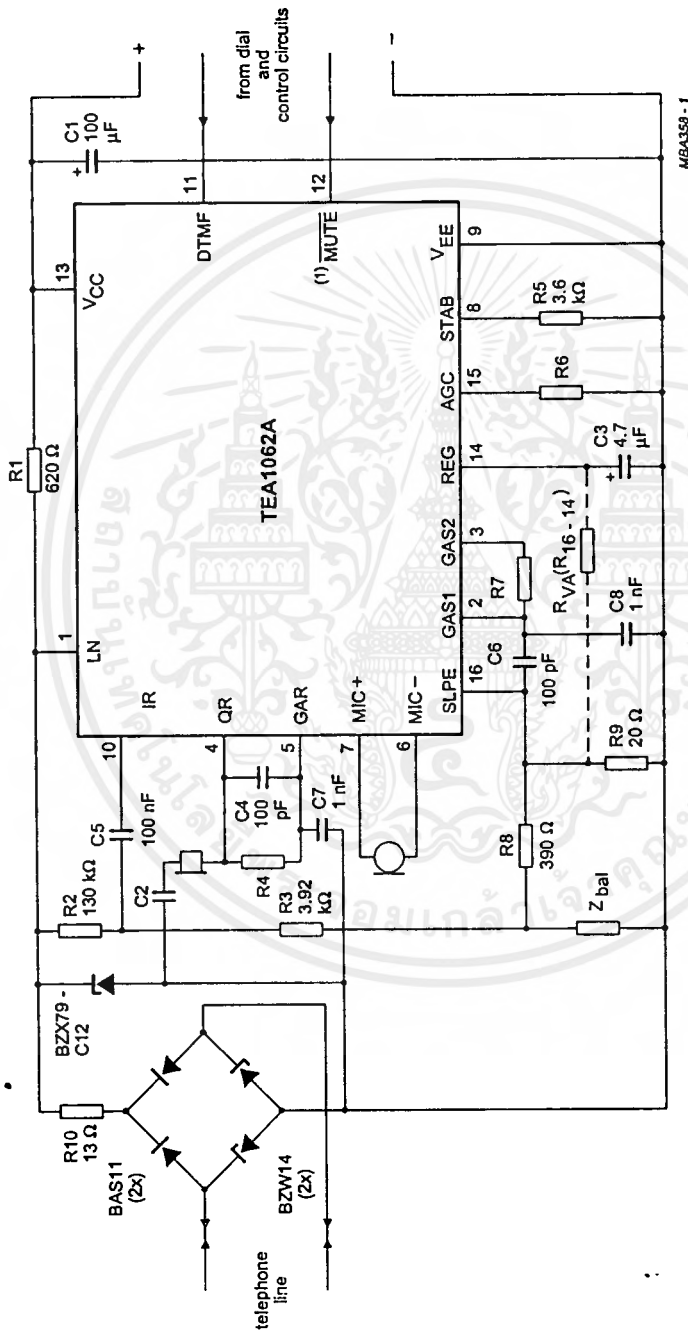 R1
620 Ω
C1
100
µF
+
+
from dial
and
control circuits
−
11
12
DTMF
MUTE
(1)
13
VCC
1
LN
TEA1062A
VEE
9
IR
10
QR
4
GAR
5
MIC+
7
MIC−
6
SLPE
16
GAS1
2
GAS2
3
REG
14
AGC
15
STAB
8
R5
3.6
kΩ
R6
C3
4.7
µF
+
RVA(R16 - 14)
R7
C6
100 pF
C8
1 nF
R9
20 Ω
R8
390 Ω
Zbal
C5
100 nF
R2
130 kΩ
C4
100
pF
C7
1 nF
C2
R4
R3
3.92
kΩ
BZX79 -
C12
R10
13 Ω
BAS11
(2x)
BZW14
(2x)
telephone
line
MBA358 - 1